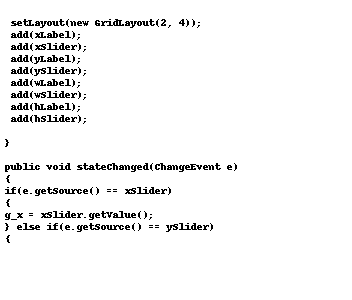 setLayout(new GridLayout(2, 4));
add(xLabel);
add(xSlider);
add(yLabel);
add(ySlider);
add(wLabel);
add(wSlider);
add(hLabel);
add(hSlider);
}
public void stateChanged(ChangeEvent e)
{
if(e.getSource() == xSlider)
{
g_x = xSlider.getValue();
} else if(e.getSource() == ySlider)
{